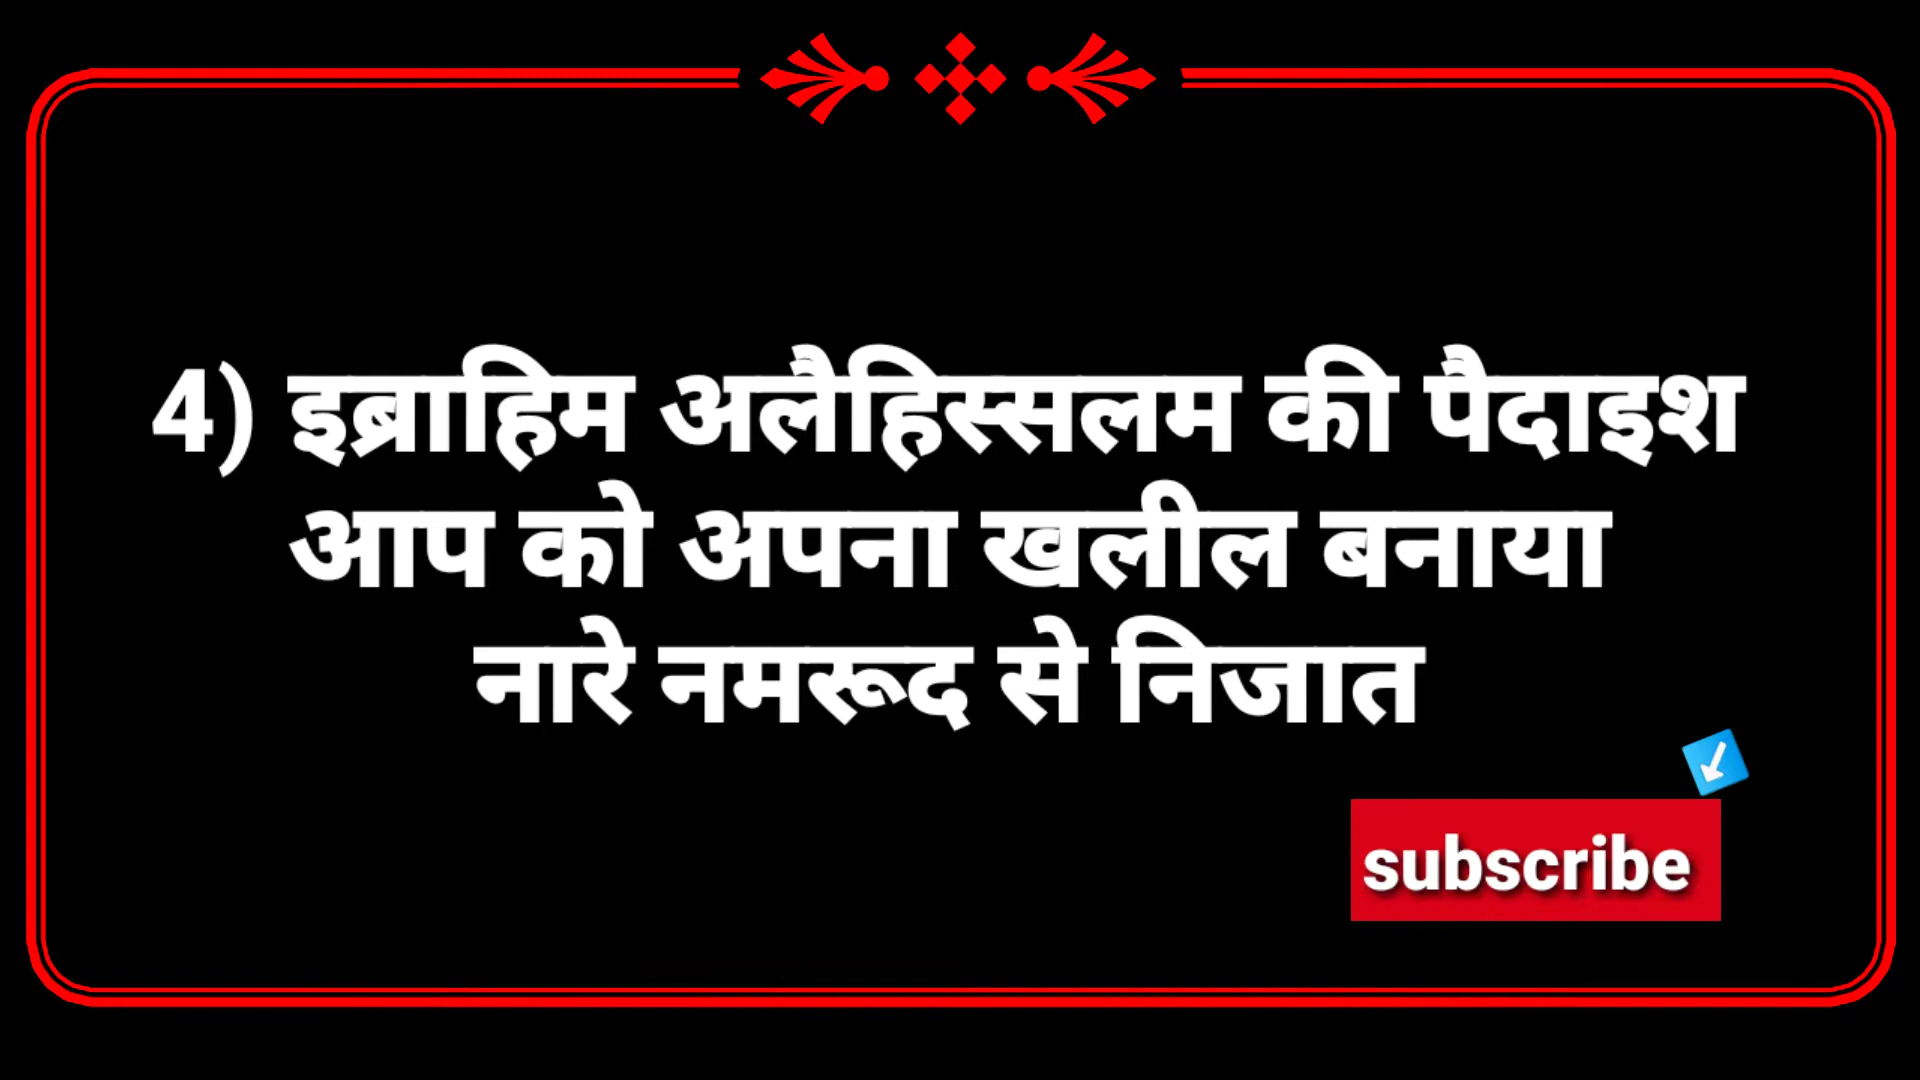 4) इब्राहिम अलैहिस्सलम की पैदाइश
आप को अपना खलील बनाया
नारे नमरूद से निजात
subscribe